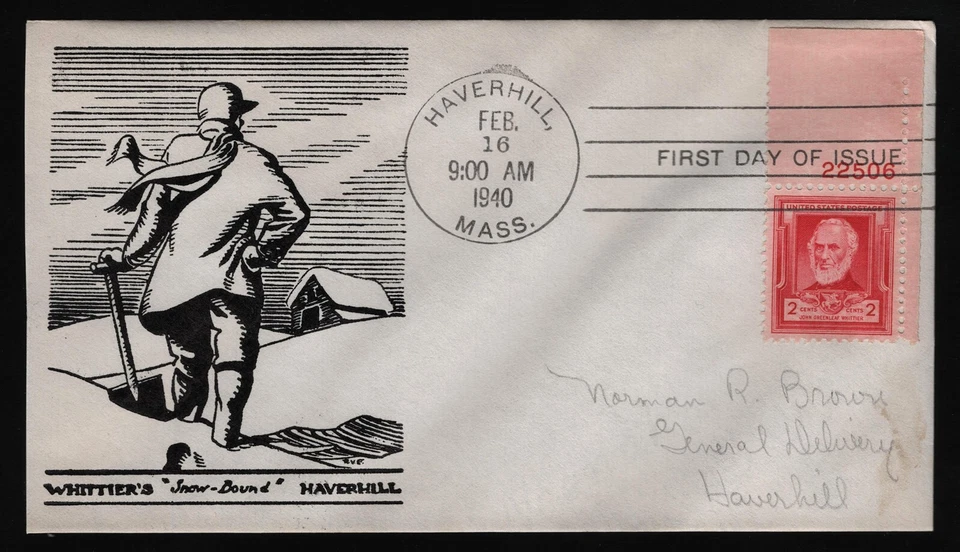 HAVERHILL,
FEB.
16
9:00 AM
1940
MASS.
FIRST DAY OF ISSUE
22506
UNITED STATES POSTAGE
2 CENTS CENTS 2
JOHN GREENLEAF WHITTIER
Norman R. Brown
General Delivery
Haverhill
WHITTIER'S "Snow-Bound" HAVERHILL